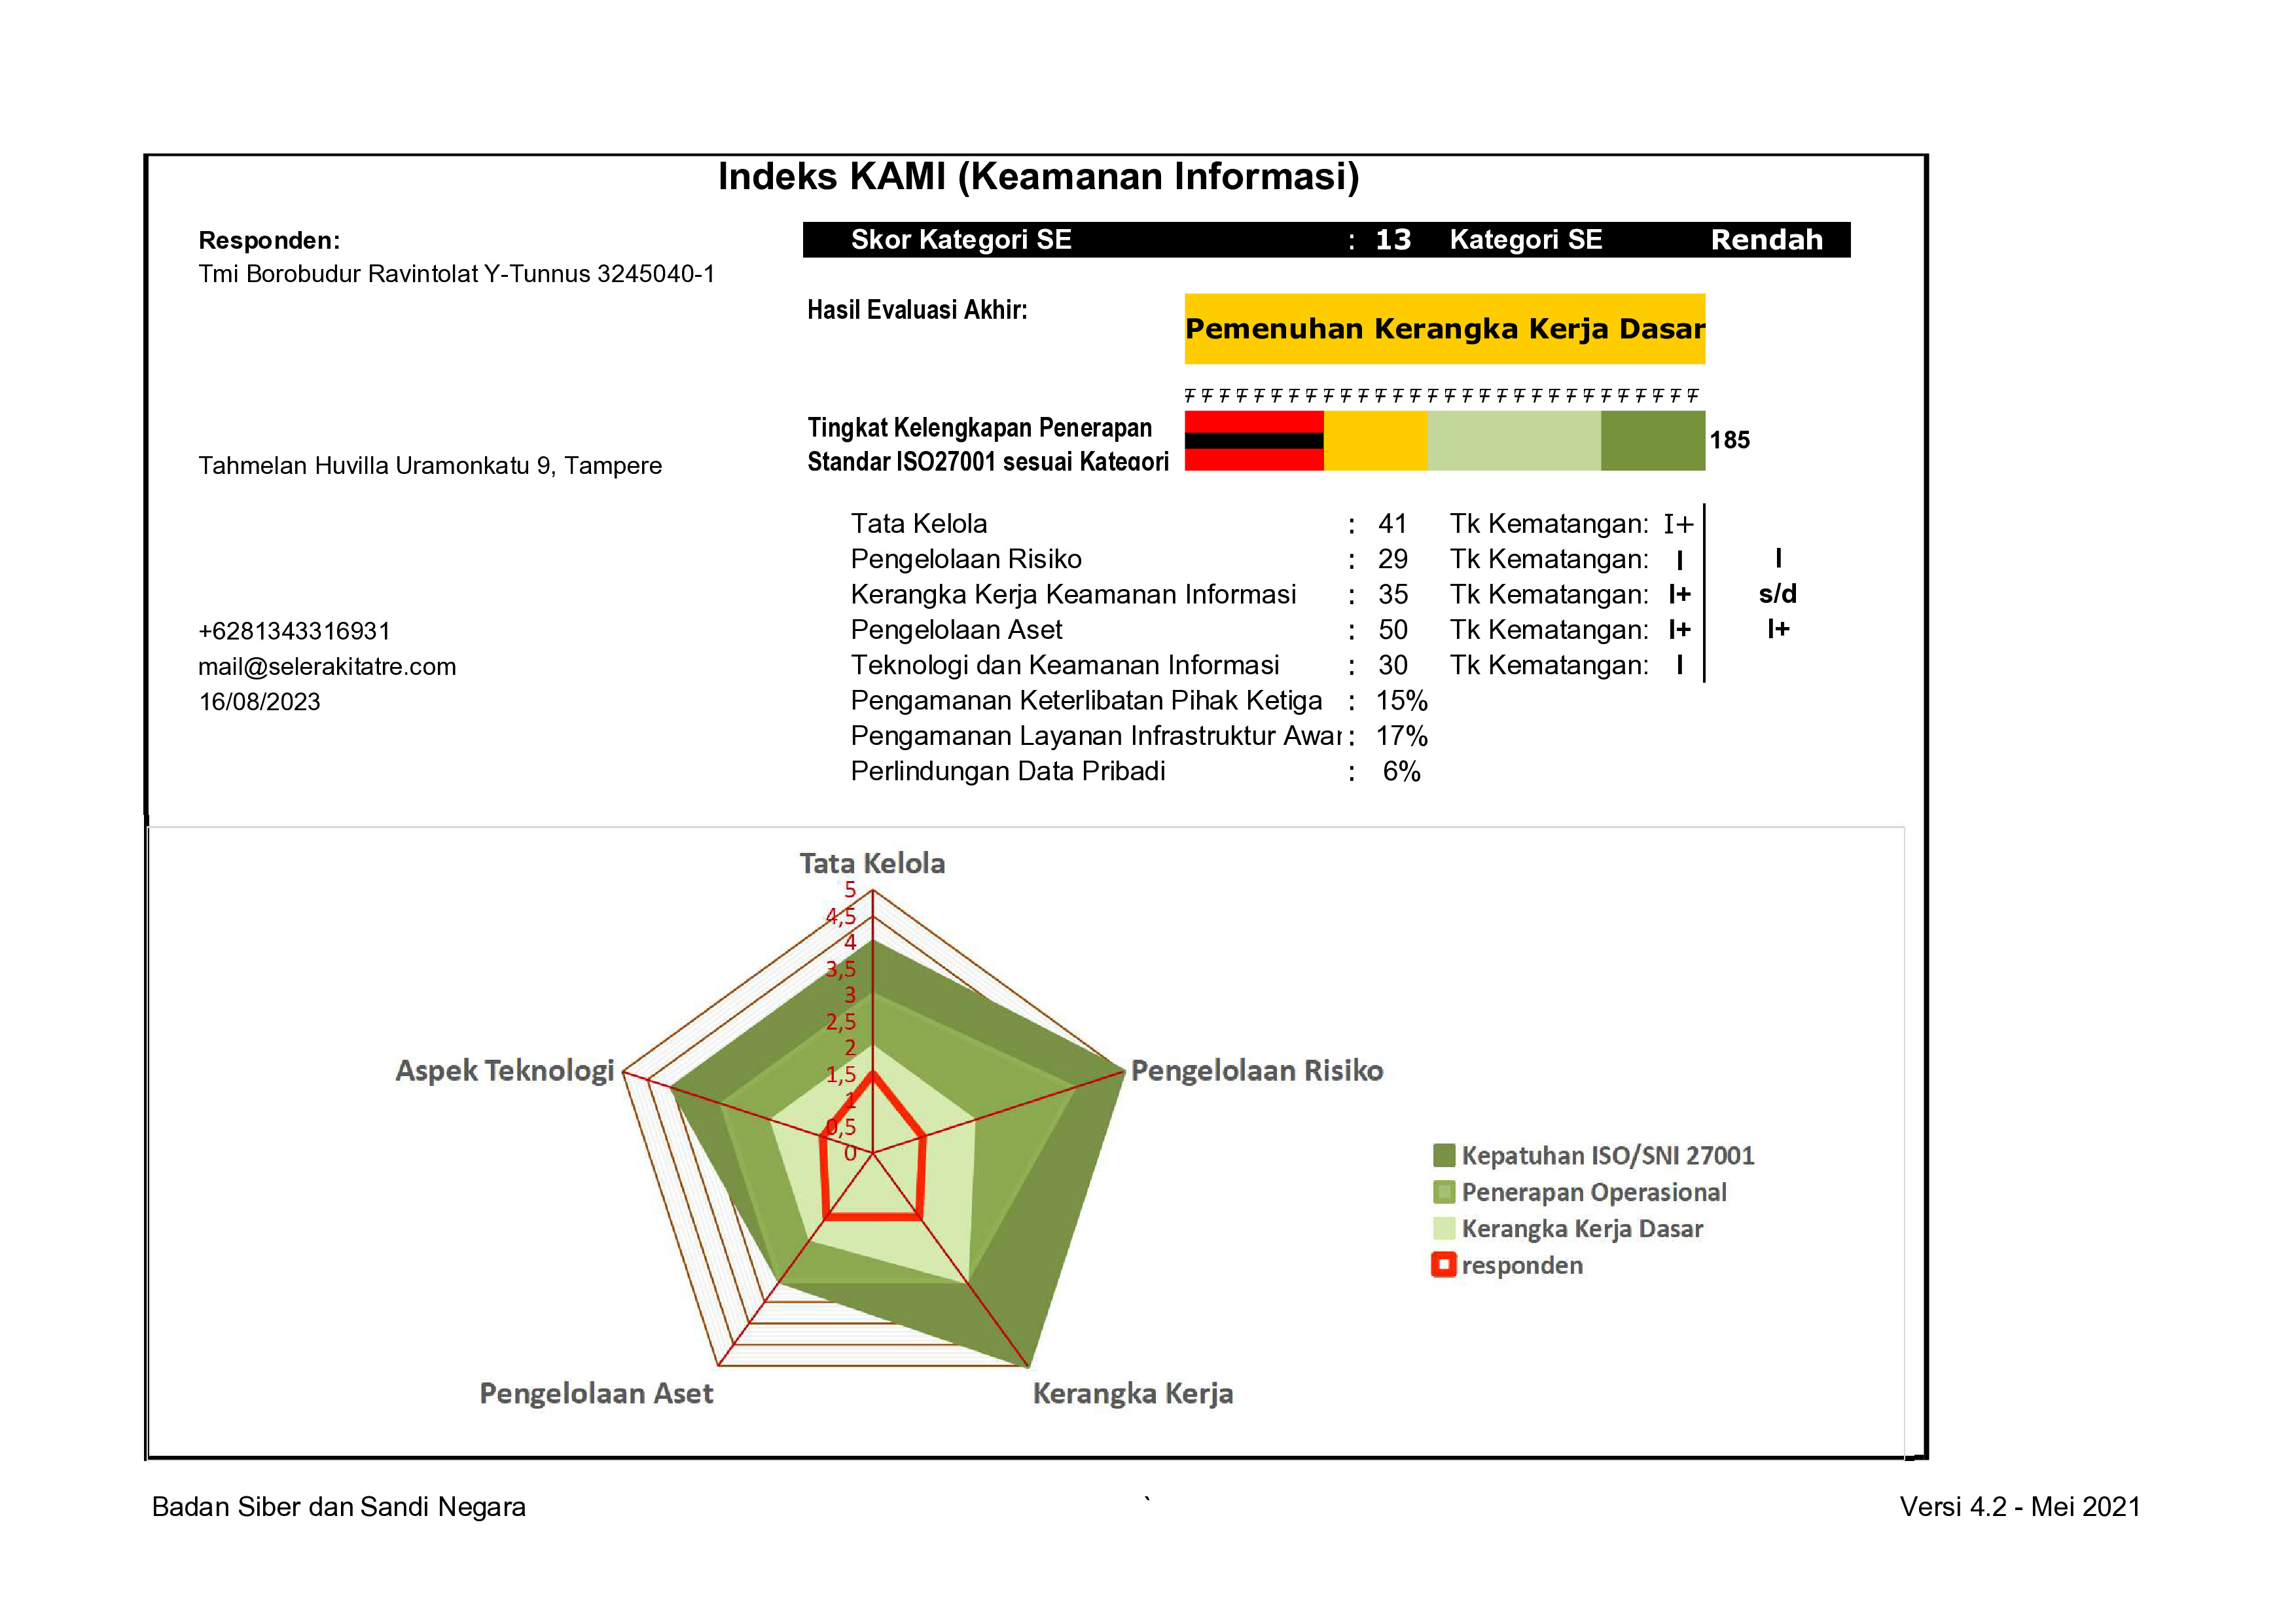 Indeks KAMI (Keamanan Informasi)
Responden:
Tmi Borobudur Ravintolat Y-Tunnus 3245040-1
Tahmelan Huvilla Uramonkatu 9, Tampere
+6281343316931
mail@selerakitatre.com
16/08/2023
Skor Kategori SE : 13 Kategori SE Rendah
Hasil Evaluasi Akhir:
Pemenuhan Kerangka Kerja Dasar
Tingkat Kelengkapan Penerapan
Standar ISO27001 sesuai Kategori
185
Tata Kelola : 41 Tk Kematangan: I+
Pengelolaan Risiko : 29 Tk Kematangan: I I
Kerangka Kerja Keamanan Informasi : 35 Tk Kematangan: I+ s/d
Pengelolaan Aset : 50 Tk Kematangan: I+ I+
Teknologi dan Keamanan Informasi : 30 Tk Kematangan: I
Pengamanan Keterlibatan Pihak Ketiga : 15%
Pengamanan Layanan Infrastruktur Awar : 17%
Perlindungan Data Pribadi : 6%
Tata Kelola
5
4,5
4
3,5
3
2,5
2
1,5
1
0,5
0
Aspek Teknologi
Pengelolaan Risiko
Pengelolaan Aset
Kerangka Kerja
Kepatuhan ISO/SNI 27001
Penerapan Operasional
Kerangka Kerja Dasar
responden
Badan Siber dan Sandi Negara ` Versi 4.2 - Mei 2021